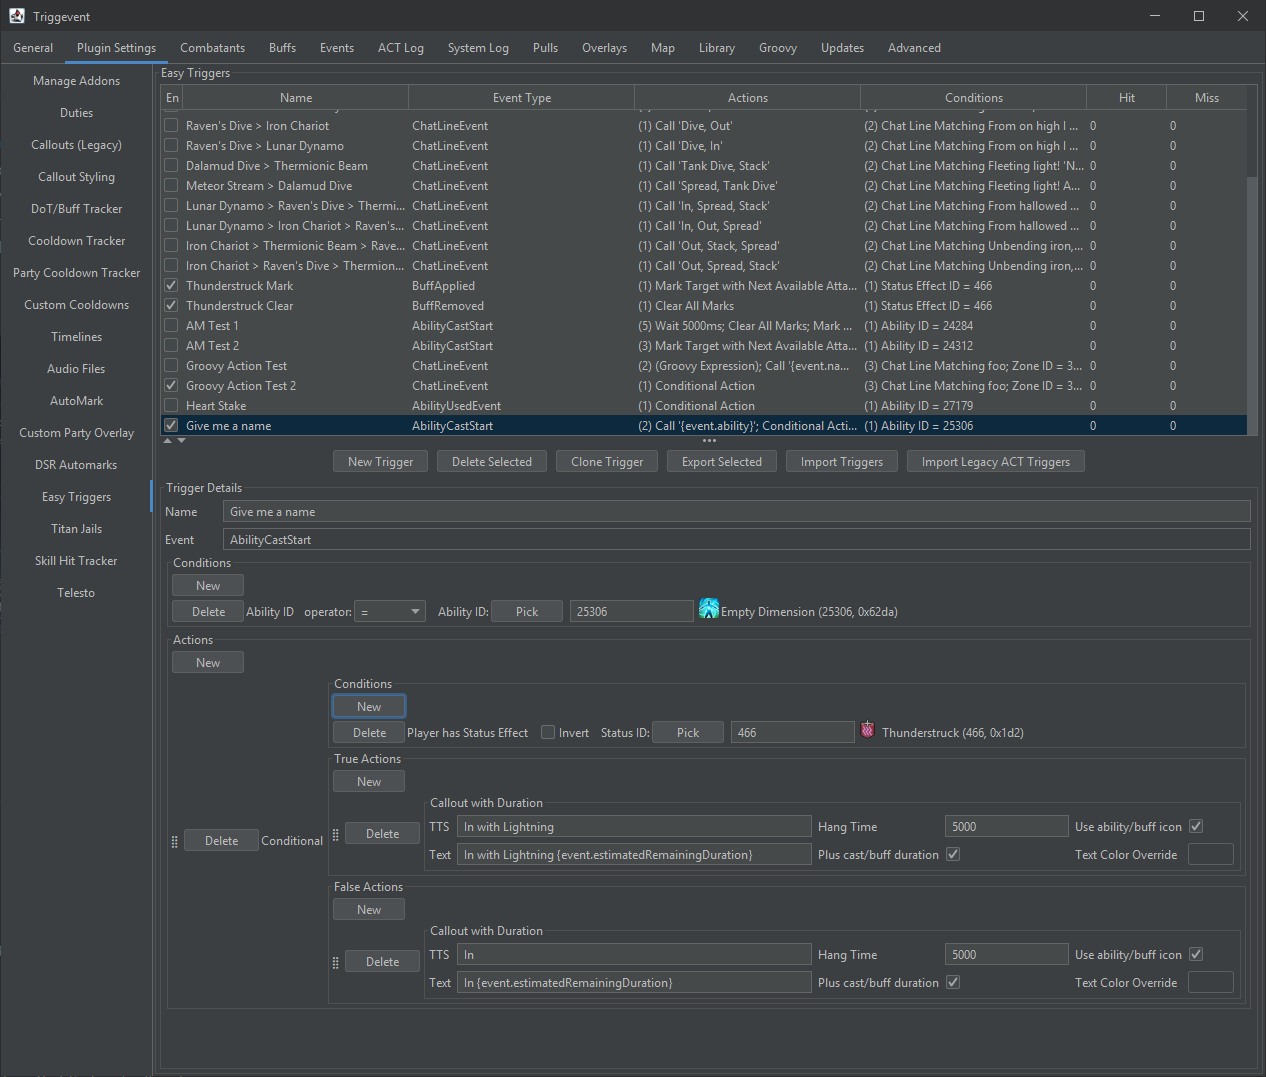 Triggevent
General Plugin Settings Combatants Buffs Events ACT Log System Log Pulls Overlays Map Library Groovy Updates Advanced
Manage Addons
Duties
Callouts (Legacy)
Callout Styling
DoT/Buff Tracker
Cooldown Tracker
Party Cooldown Tracker
Custom Cooldowns
Timelines
Audio Files
AutoMark
Custom Party Overlay
DSR Automarks
Easy Triggers
Titan Jails
Skill Hit Tracker
Telesto
Easy Triggers
En Name Event Type Actions Conditions Hit Miss
Raven's Dive > Iron Chariot ChatLineEvent (1) Call 'Dive, Out' (2) Chat Line Matching From on high I ... 0 0
Raven's Dive > Lunar Dynamo ChatLineEvent (1) Call 'Dive, In' (2) Chat Line Matching From on high I ... 0 0
Dalamud Dive > Thermionic Beam ChatLineEvent (1) Call 'Tank Dive, Stack' (2) Chat Line Matching Fleeting light! 'N... 0 0
Meteor Stream > Dalamud Dive ChatLineEvent (1) Call 'Spread, Tank Dive' (2) Chat Line Matching Fleeting light! A... 0 0
Lunar Dynamo > Raven's Dive > Thermi... ChatLineEvent (1) Call 'In, Spread, Stack' (2) Chat Line Matching From hallowed ... 0 0
Lunar Dynamo > Iron Chariot > Raven's... ChatLineEvent (1) Call 'In, Out, Spread' (2) Chat Line Matching From hallowed ... 0 0
Iron Chariot > Thermionic Beam > Rave... ChatLineEvent (1) Call 'Out, Stack, Spread' (2) Chat Line Matching Unbending iron,... 0 0
Iron Chariot > Raven's Dive > Thermion... ChatLineEvent (1) Call 'Out, Spread, Stack' (2) Chat Line Matching Unbending iron,... 0 0
Thunderstruck Mark BuffApplied (1) Mark Target with Next Available Atta... (1) Status Effect ID = 466 0 0
Thunderstruck Clear BuffRemoved (1) Clear All Marks (1) Status Effect ID = 466 0 0
AM Test 1 AbilityCastStart (5) Wait 5000ms; Clear All Marks; Mark ... (1) Ability ID = 24284 0 0
AM Test 2 AbilityCastStart (3) Mark Target with Next Available Atta... (1) Ability ID = 24312 0 0
Groovy Action Test ChatLineEvent (2) (Groovy Expression); Call '{event.na... (3) Chat Line Matching foo; Zone ID = 3... 0 0
Groovy Action Test 2 ChatLineEvent (1) Conditional Action (3) Chat Line Matching foo; Zone ID = 3... 0 0
Heart Stake AbilityUsedEvent (1) Conditional Action (1) Ability ID = 27179 0 0
Give me a name AbilityCastStart (2) Call '{event.ability}'; Conditional Acti... (1) Ability ID = 25306 0 0
New Trigger Delete Selected Clone Trigger Export Selected Import Triggers Import Legacy ACT Triggers
Trigger Details
Name Give me a name
Event AbilityCastStart
Conditions
New
Delete Ability ID operator: = Ability ID: Pick 25306 Empty Dimension (25306, 0x62da)
Actions
New
Conditions
New
Delete Player has Status Effect Invert Status ID: Pick 466 Thunderstruck (466, 0x1d2)
True Actions
New
Callout with Duration
Delete TTS In with Lightning Hang Time 5000 Use ability/buff icon
Text In with Lightning {event.estimatedRemainingDuration} Plus cast/buff duration Text Color Override
Delete Conditional
False Actions
New
Callout with Duration
Delete TTS In Hang Time 5000 Use ability/buff icon
Text In {event.estimatedRemainingDuration} Plus cast/buff duration Text Color Override